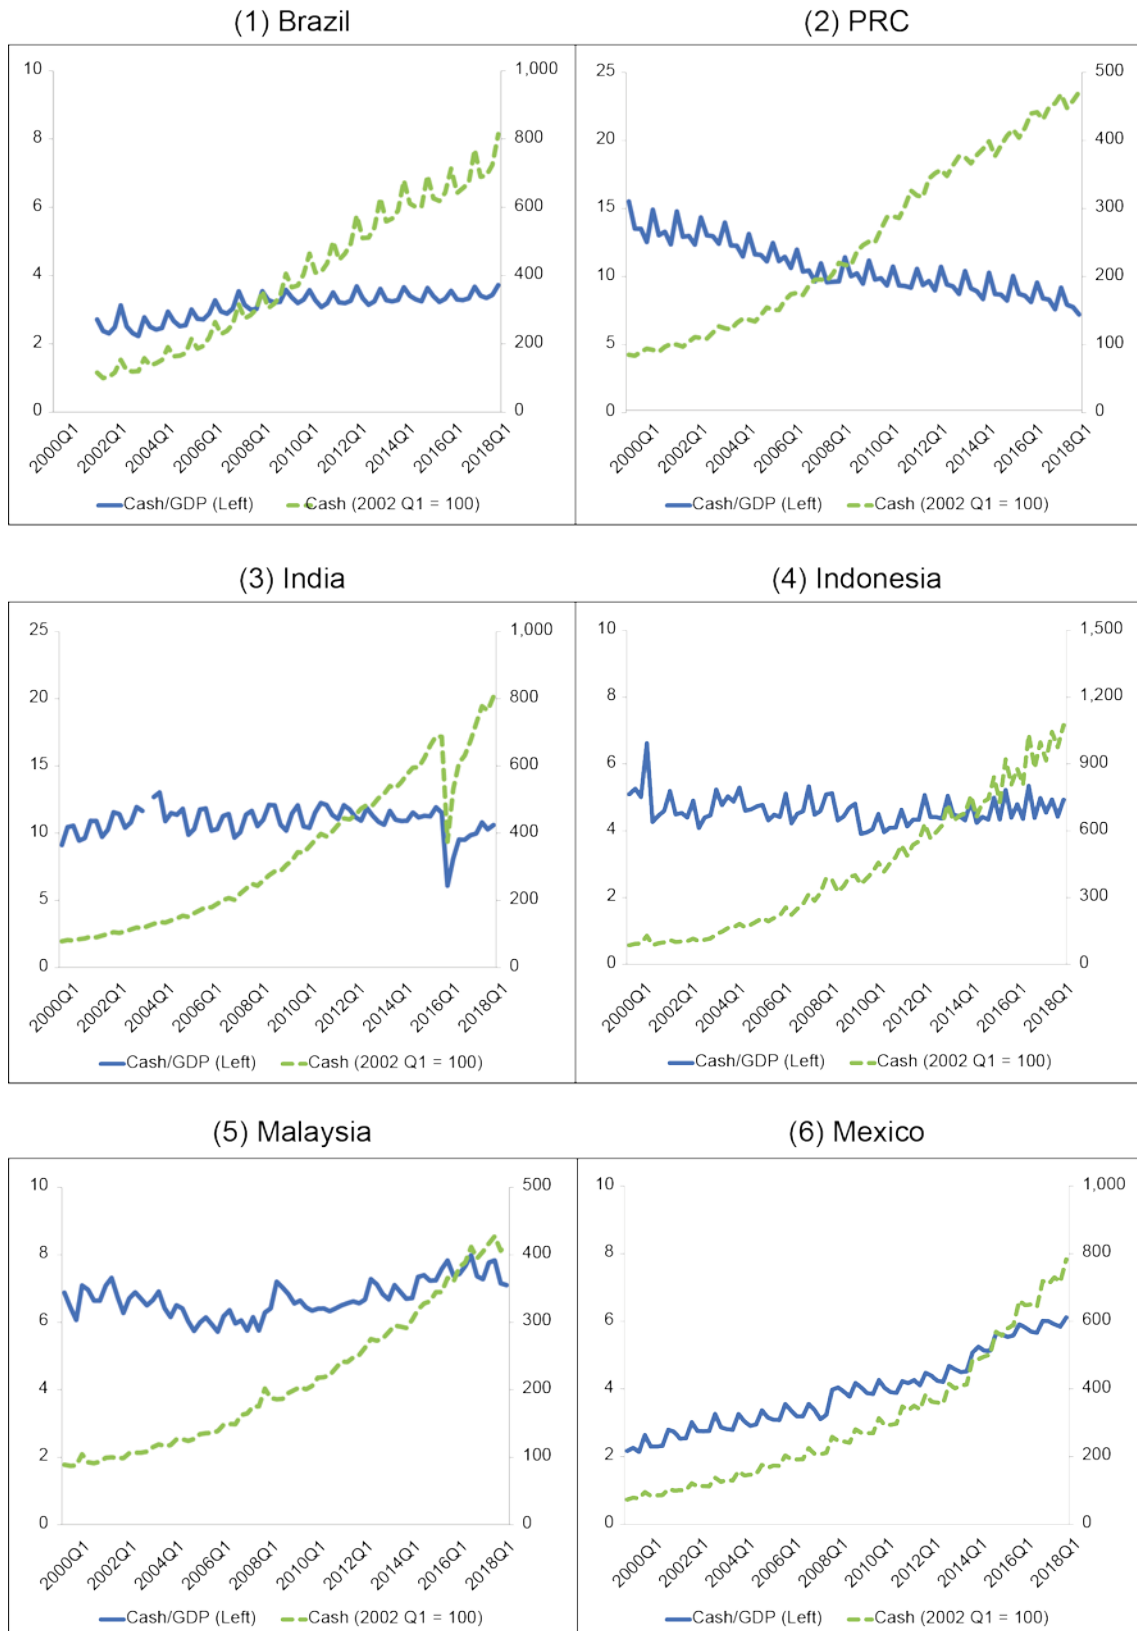 (1) Brazil
(2) PRC
10
8
6
4
2
0
1,000
800
600
400
200
0
2000Q1
2002Q1
2004Q1
2006Q1
2008Q1
2010Q1
2012Q1
2014Q1
2016Q1
2018Q1
Cash/GDP (Left) Cash (2002 Q1 = 100)
25
20
15
10
5
0
500
400
300
200
100
0
2000Q1
2002Q1
2004Q1
2006Q1
2008Q1
2010Q1
2012Q1
2014Q1
2016Q1
2018Q1
Cash/GDP (Left) Cash (2002 Q1 = 100)
(3) India
(4) Indonesia
25
20
15
10
5
0
1,000
800
600
400
200
0
2000Q1
2002Q1
2004Q1
2006Q1
2008Q1
2010Q1
2012Q1
2014Q1
2016Q1
2018Q1
Cash/GDP (Left) Cash (2002 Q1 = 100)
10
8
6
4
2
0
1,500
1,200
900
600
300
0
2000Q1
2002Q1
2004Q1
2006Q1
2008Q1
2010Q1
2012Q1
2014Q1
2016Q1
2018Q1
Cash/GDP (Left) Cash (2002 Q1 = 100)
(5) Malaysia
(6) Mexico
10
8
6
4
2
0
500
400
300
200
100
0
2000Q1
2002Q1
2004Q1
2006Q1
2008Q1
2010Q1
2012Q1
2014Q1
2016Q1
2018Q1
Cash/GDP (Left) Cash (2002 Q1 = 100)
10
8
6
4
2
0
1,000
800
600
400
200
0
2000Q1
2002Q1
2004Q1
2006Q1
2008Q1
2010Q1
2012Q1
2014Q1
2016Q1
2018Q1
Cash/GDP (Left) Cash (2002 Q1 = 100)